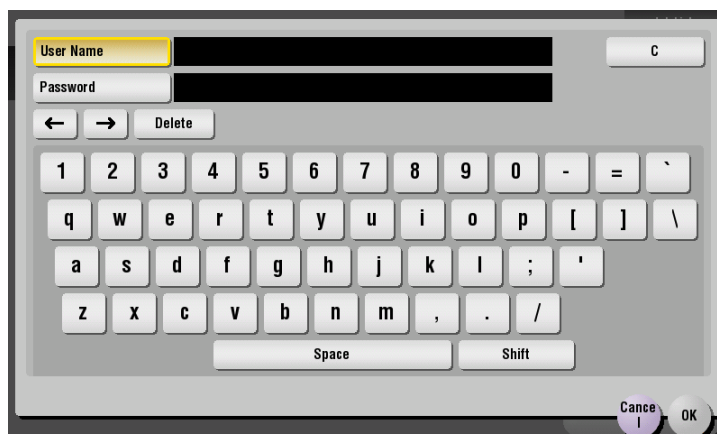 User Name C
Password
← → Delete
1 2 3 4 5 6 7 8 9 0 - = `
q w e r t y u i o p [ ] \
a s d f g h j k l ; '
z x c v b n m , . /
Space Shift
Cance
l OK